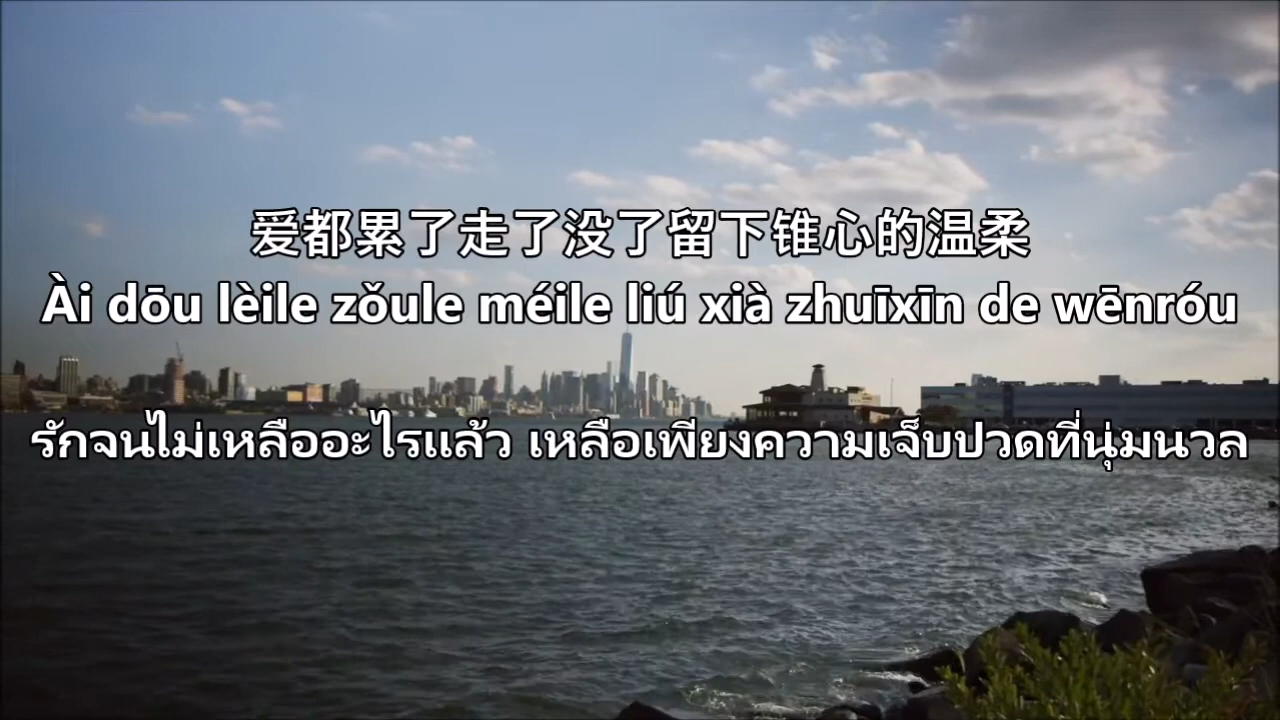 爱都累了走了没了留下锥心的温柔
Ài dōu lèile zǒule méile liú xià zhuīxīn de wēnróu
รักจนไม่เหลืออะไรแล้ว เหลือเพียงความเจ็บปวดที่นุ่มนวล